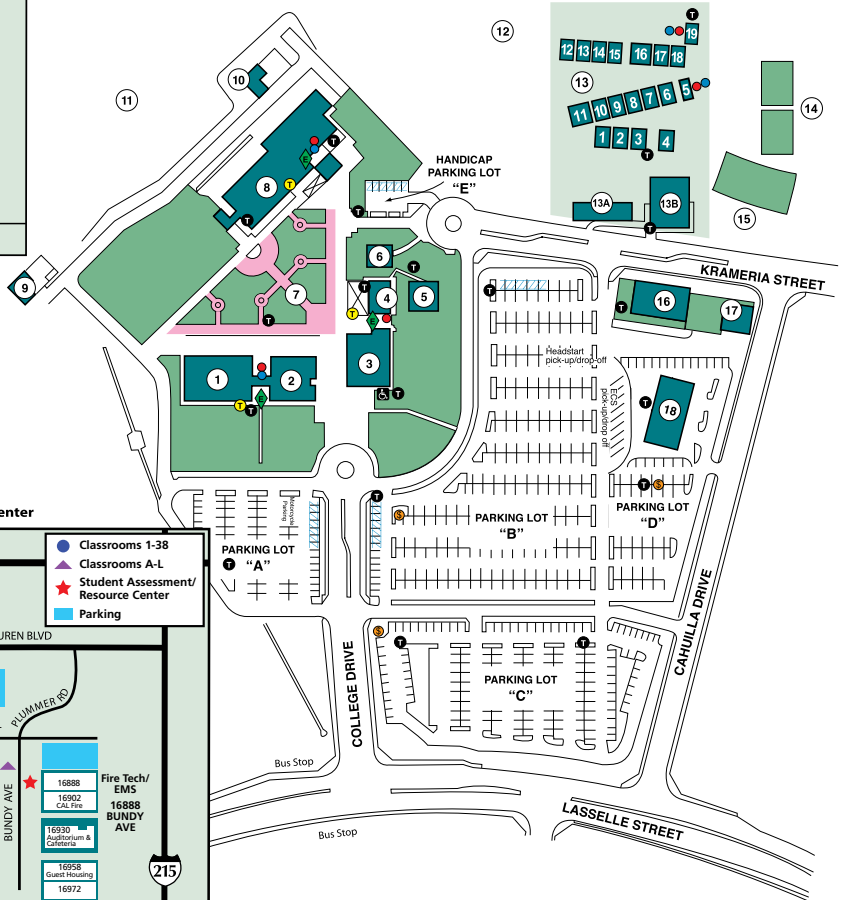 12
T
19
12 13 14 15 16 17 18
10
13
11
5
11 10 9 8 7 6
14
T
1 2 3 4
E
T
HANDICAP
PARKING LOT
"E"
8
T
13A
13B
T
T
15
T
6
T
KRAMERIA STREET
9
7
T
4
5
T
16
17
T
T
E
T
3
Headstart
pick-up/drop-off
1
2
ECS
pick-up/drop off
18
T
E
T
T
T
T
T
$
enter
Motorcycle
Parking
$
PARKING LOT
"B"
PARKING LOT
"D"
Classrooms 1-38
Classrooms A-L
Student Assessment/
Resource Center
Parking
PARKING LOT
"A"
T
UREN BLVD
CAHUILLA DRIVE
$
T
T
COLLEGE DRIVE
PARKING LOT
"C"
PLUMMER RD
Bus Stop
BUNDY AVE
16888
16902
CAL Fire
16930
Auditorium &
Cafeteria
16958
Guest Housing
16972
Fire Tech/
EMS
16888
BUNDY
AVE
215
Bus Stop
LASSELLE STREET